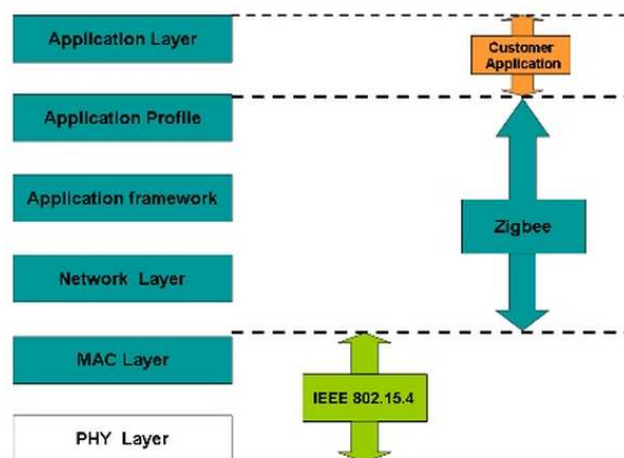 Application Layer
Customer
Application
Application Profile
Application framework
Zigbee
Network Layer
MAC Layer
IEEE 802.15.4
PHY Layer